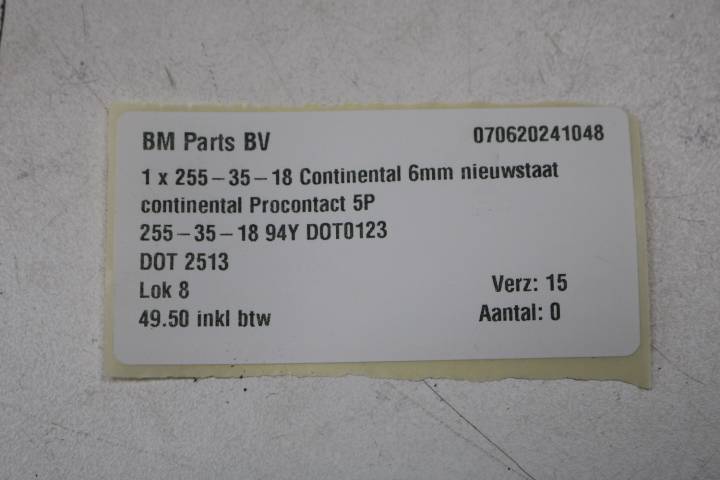 BM Parts BV 070620241048
1 x 255-35-18 Continental 6mm nieuwstaat
continental Procontact 5P
255-35-18 94Y DOT0123
DOT 2513
Lok 8 Verz: 15
49.50 inkl btw Aantal: 0